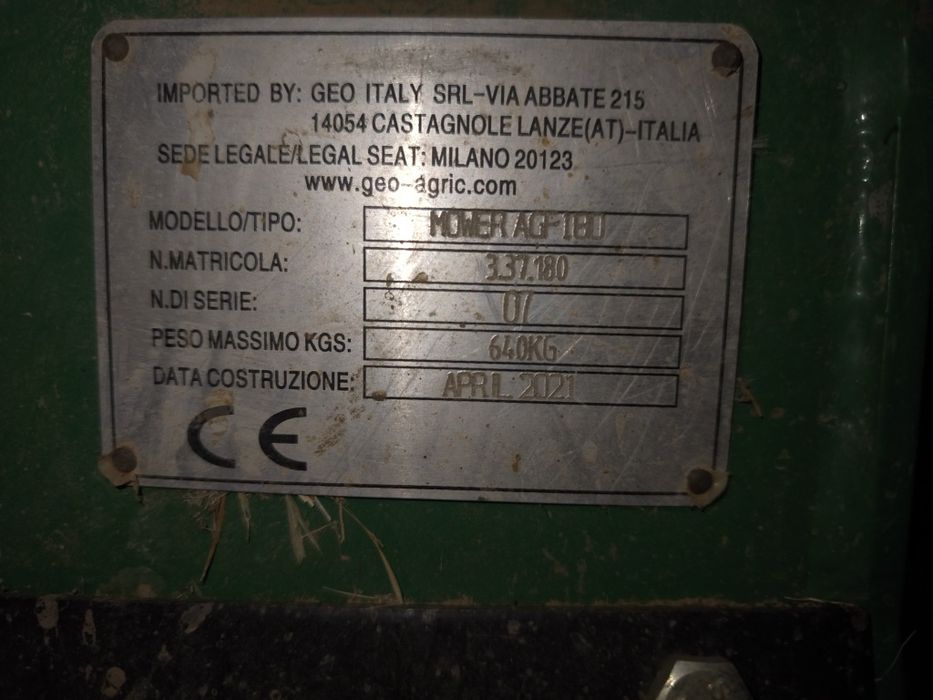 IMPORTED BY: GEO ITALY SRL-VIA ABBATE 215
14054 CASTAGNOLE LANZE(AT)-ITALIA
SEDE LEGALE/LEGAL SEAT: MILANO 20123
www.geo-agric.com
MODELLO/TIPO: MOWER AGF180
N.MATRICOLA: 3.37.180
N.DI SERIE: 07
PESO MASSIMO KGS: 640KG
DATA COSTRUZIONE: APRIL 2021
CE